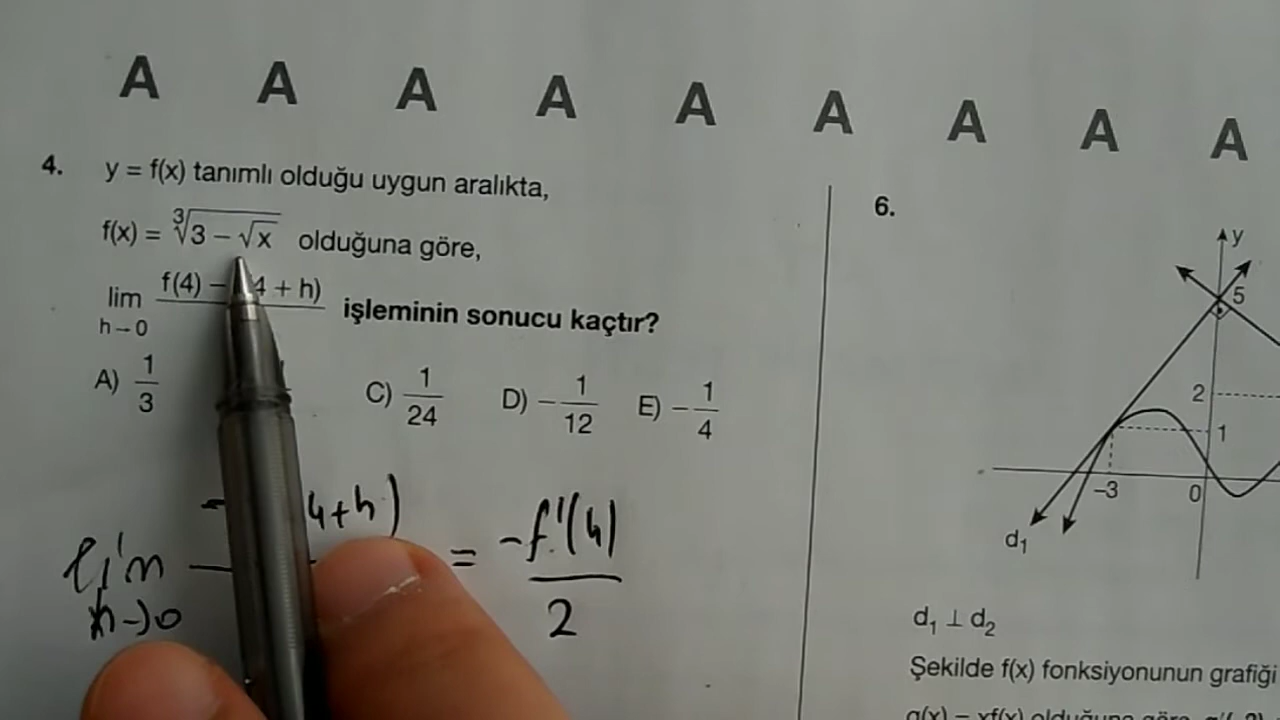 A A A A A A A A A
4. y = f(x) tanımlı olduğu uygun aralıkta,
f(x) = ∛(3 − √x) olduğuna göre,
lim h→0 f(4) − 4 + h) işleminin sonucu kaçtır?
A) 1/3 C) 1/24 D) −1/12 E) −1/4
lim h→0 − 4+h) = −f'(4)/2
6.
y
5
2
1
−3
0
d₁
d₁ ⊥ d₂
Şekilde f(x) fonksiyonunun grafiği